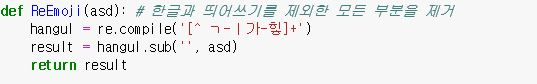 def ReEmoji(asd): # 한글과 띄어쓰기를 제외한 모든 부분을 제거
hangul = re.compile('[^ ㄱ-ㅣ가-힣]+')
result = hangul.sub('', asd)
return result